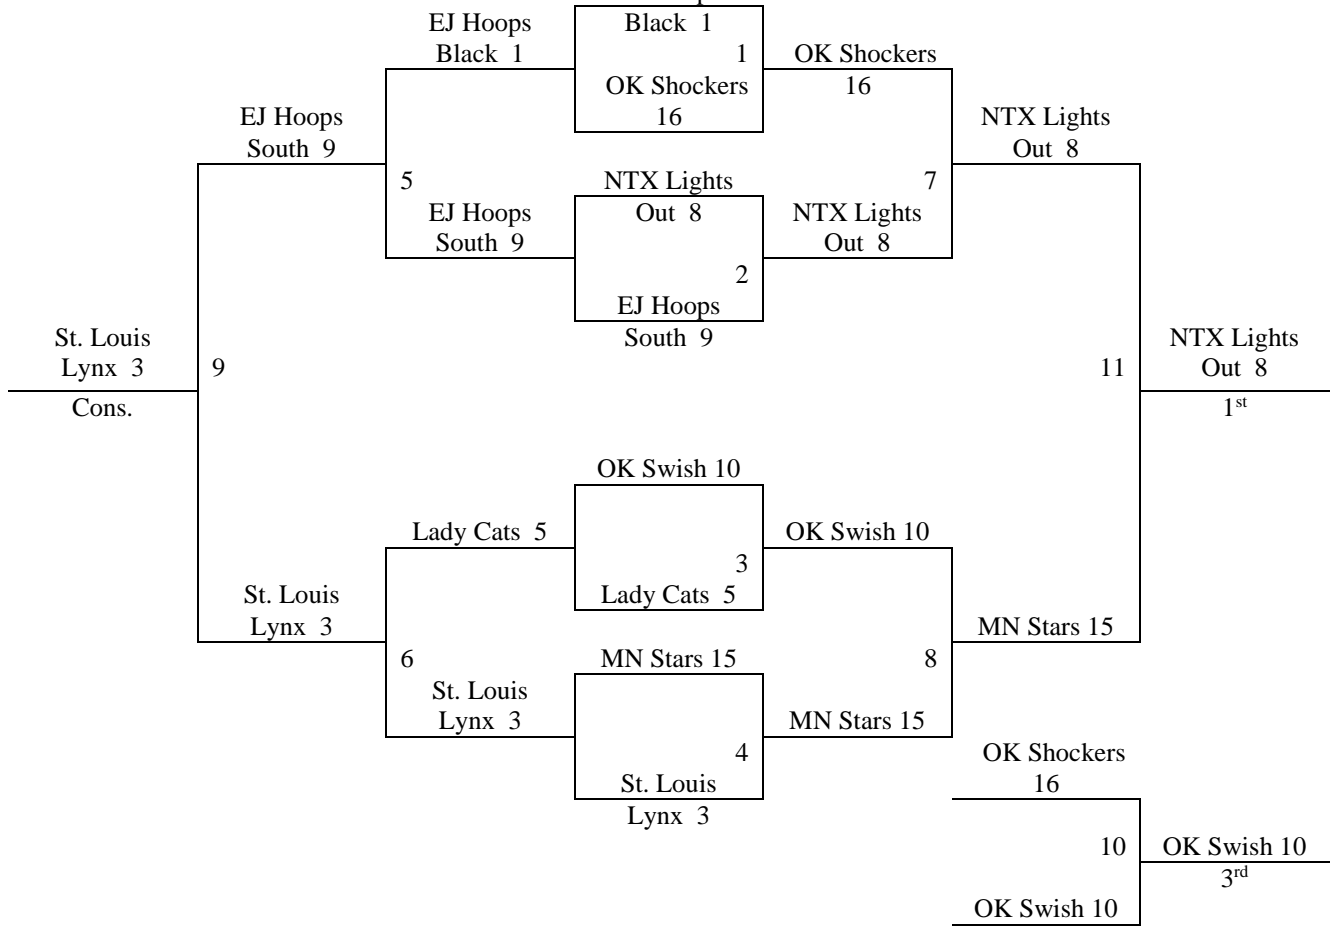 EJ Hoops
Black 1
Black 1
1
OK Shockers
16
OK Shockers
16
EJ Hoops
South 9
NTX Lights
Out 8
5
NTX Lights
Out 8
7
EJ Hoops
South 9
NTX Lights
Out 8
2
EJ Hoops
South 9
St. Louis
Lynx 3
Cons.
9
11
NTX Lights
Out 8
1st
OK Swish 10
Lady Cats 5
OK Swish 10
3
Lady Cats 5
St. Louis
Lynx 3
MN Stars 15
6
MN Stars 15
8
St. Louis
Lynx 3
MN Stars 15
4
St. Louis
Lynx 3
OK Shockers
16
10
OK Swish 10
3rd
OK Swish 10